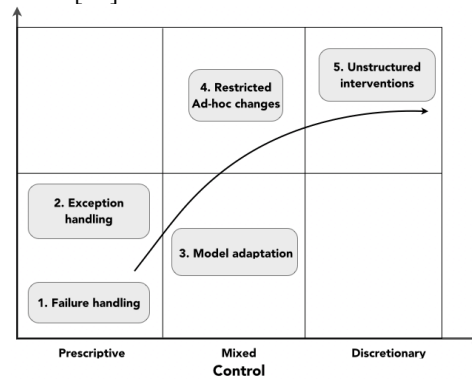 5. Unstructured
interventions
4. Restricted
Ad-hoc changes
2. Exception
handling
3. Model adaptation
1. Failure handling
Prescriptive
Mixed
Discretionary
Control